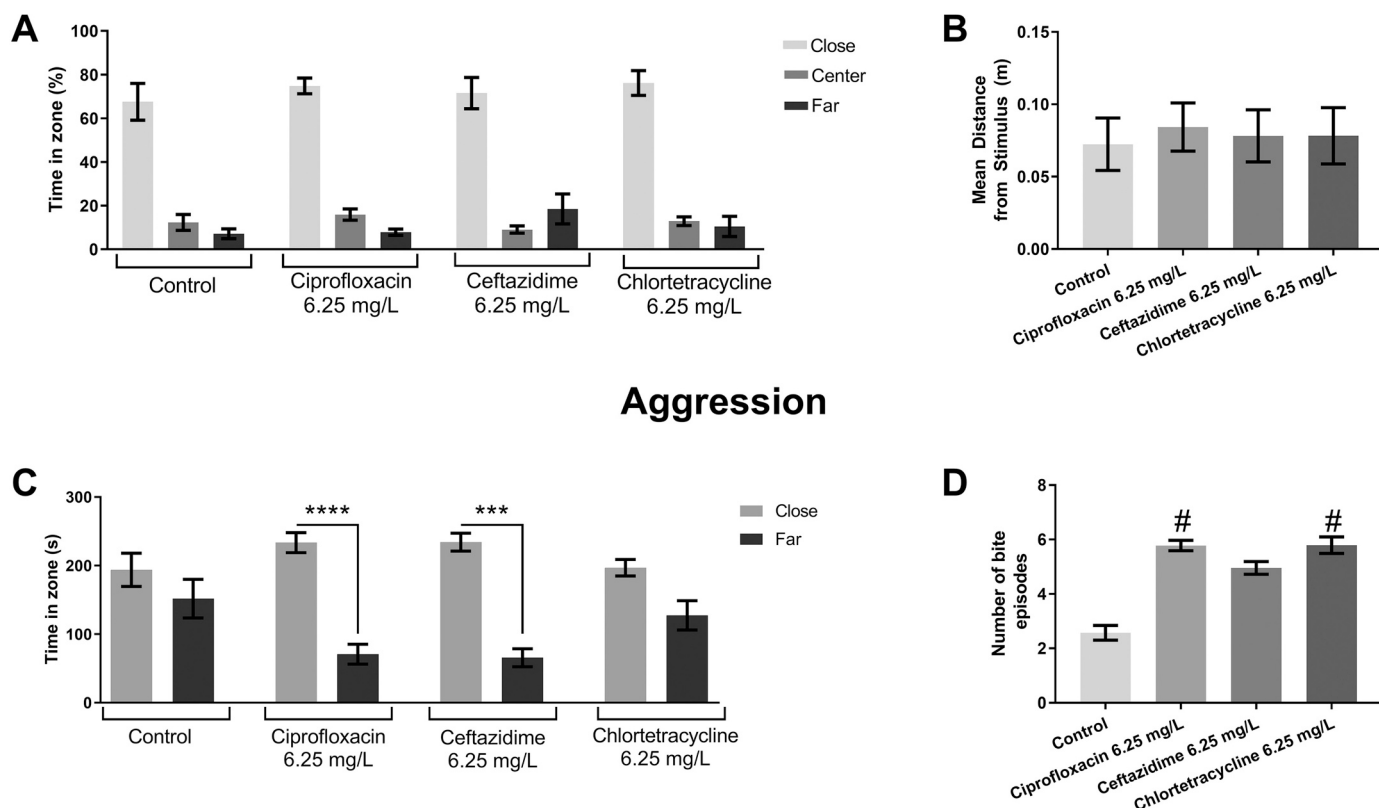 A
Time in zone (%)
100
80
60
40
20
0
Close
Center
Far
Control
Ciprofloxacin
6.25 mg/L
Ceftazidime
6.25 mg/L
Chlortetracycline
6.25 mg/L
B
Mean Distance
from Stimulus (m)
0.15
0.10
0.05
0.00
Control
Ciprofloxacin 6.25 mg/L
Ceftazidime 6.25 mg/L
Chlortetracycline 6.25 mg/L
Aggression
C
Time in zone (s)
300
200
100
0
****
***
Close
Far
Control
Ciprofloxacin
6.25 mg/L
Ceftazidime
6.25 mg/L
Chlortetracycline
6.25 mg/L
D
Number of bite
episodes
8
6
4
2
0
#
#
Control
Ciprofloxacin 6.25 mg/L
Ceftazidime 6.25 mg/L
Chlortetracycline 6.25 mg/L